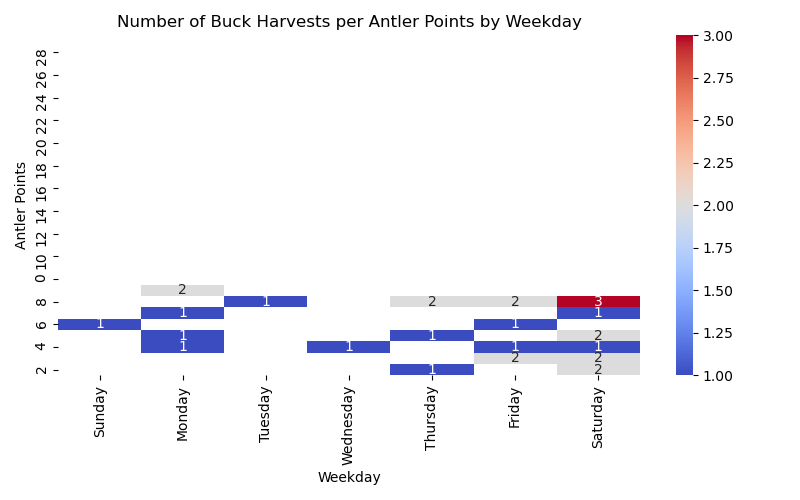 Number of Buck Harvests per Antler Points by Weekday
Antler Points
28
26
24
22
20
18
16
14
12
10
0
2
8 1 2 2 3
1 1
6 1 1
1 1 2
4 1 1 1 1
2 2
2 1 2
Sunday Monday Tuesday Wednesday Thursday Friday Saturday
Weekday
3.00
2.75
2.50
2.25
2.00
1.75
1.50
1.25
1.00